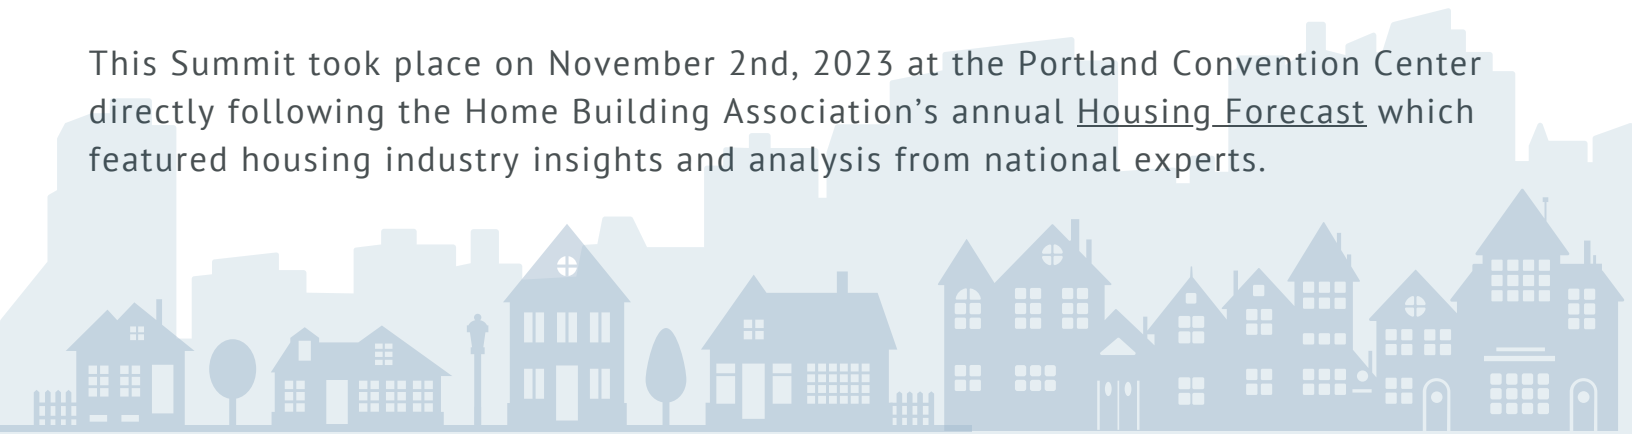 This Summit took place on November 2nd, 2023 at the Portland Convention Center
directly following the Home Building Association’s annual Housing Forecast which
featured housing industry insights and analysis from national experts.